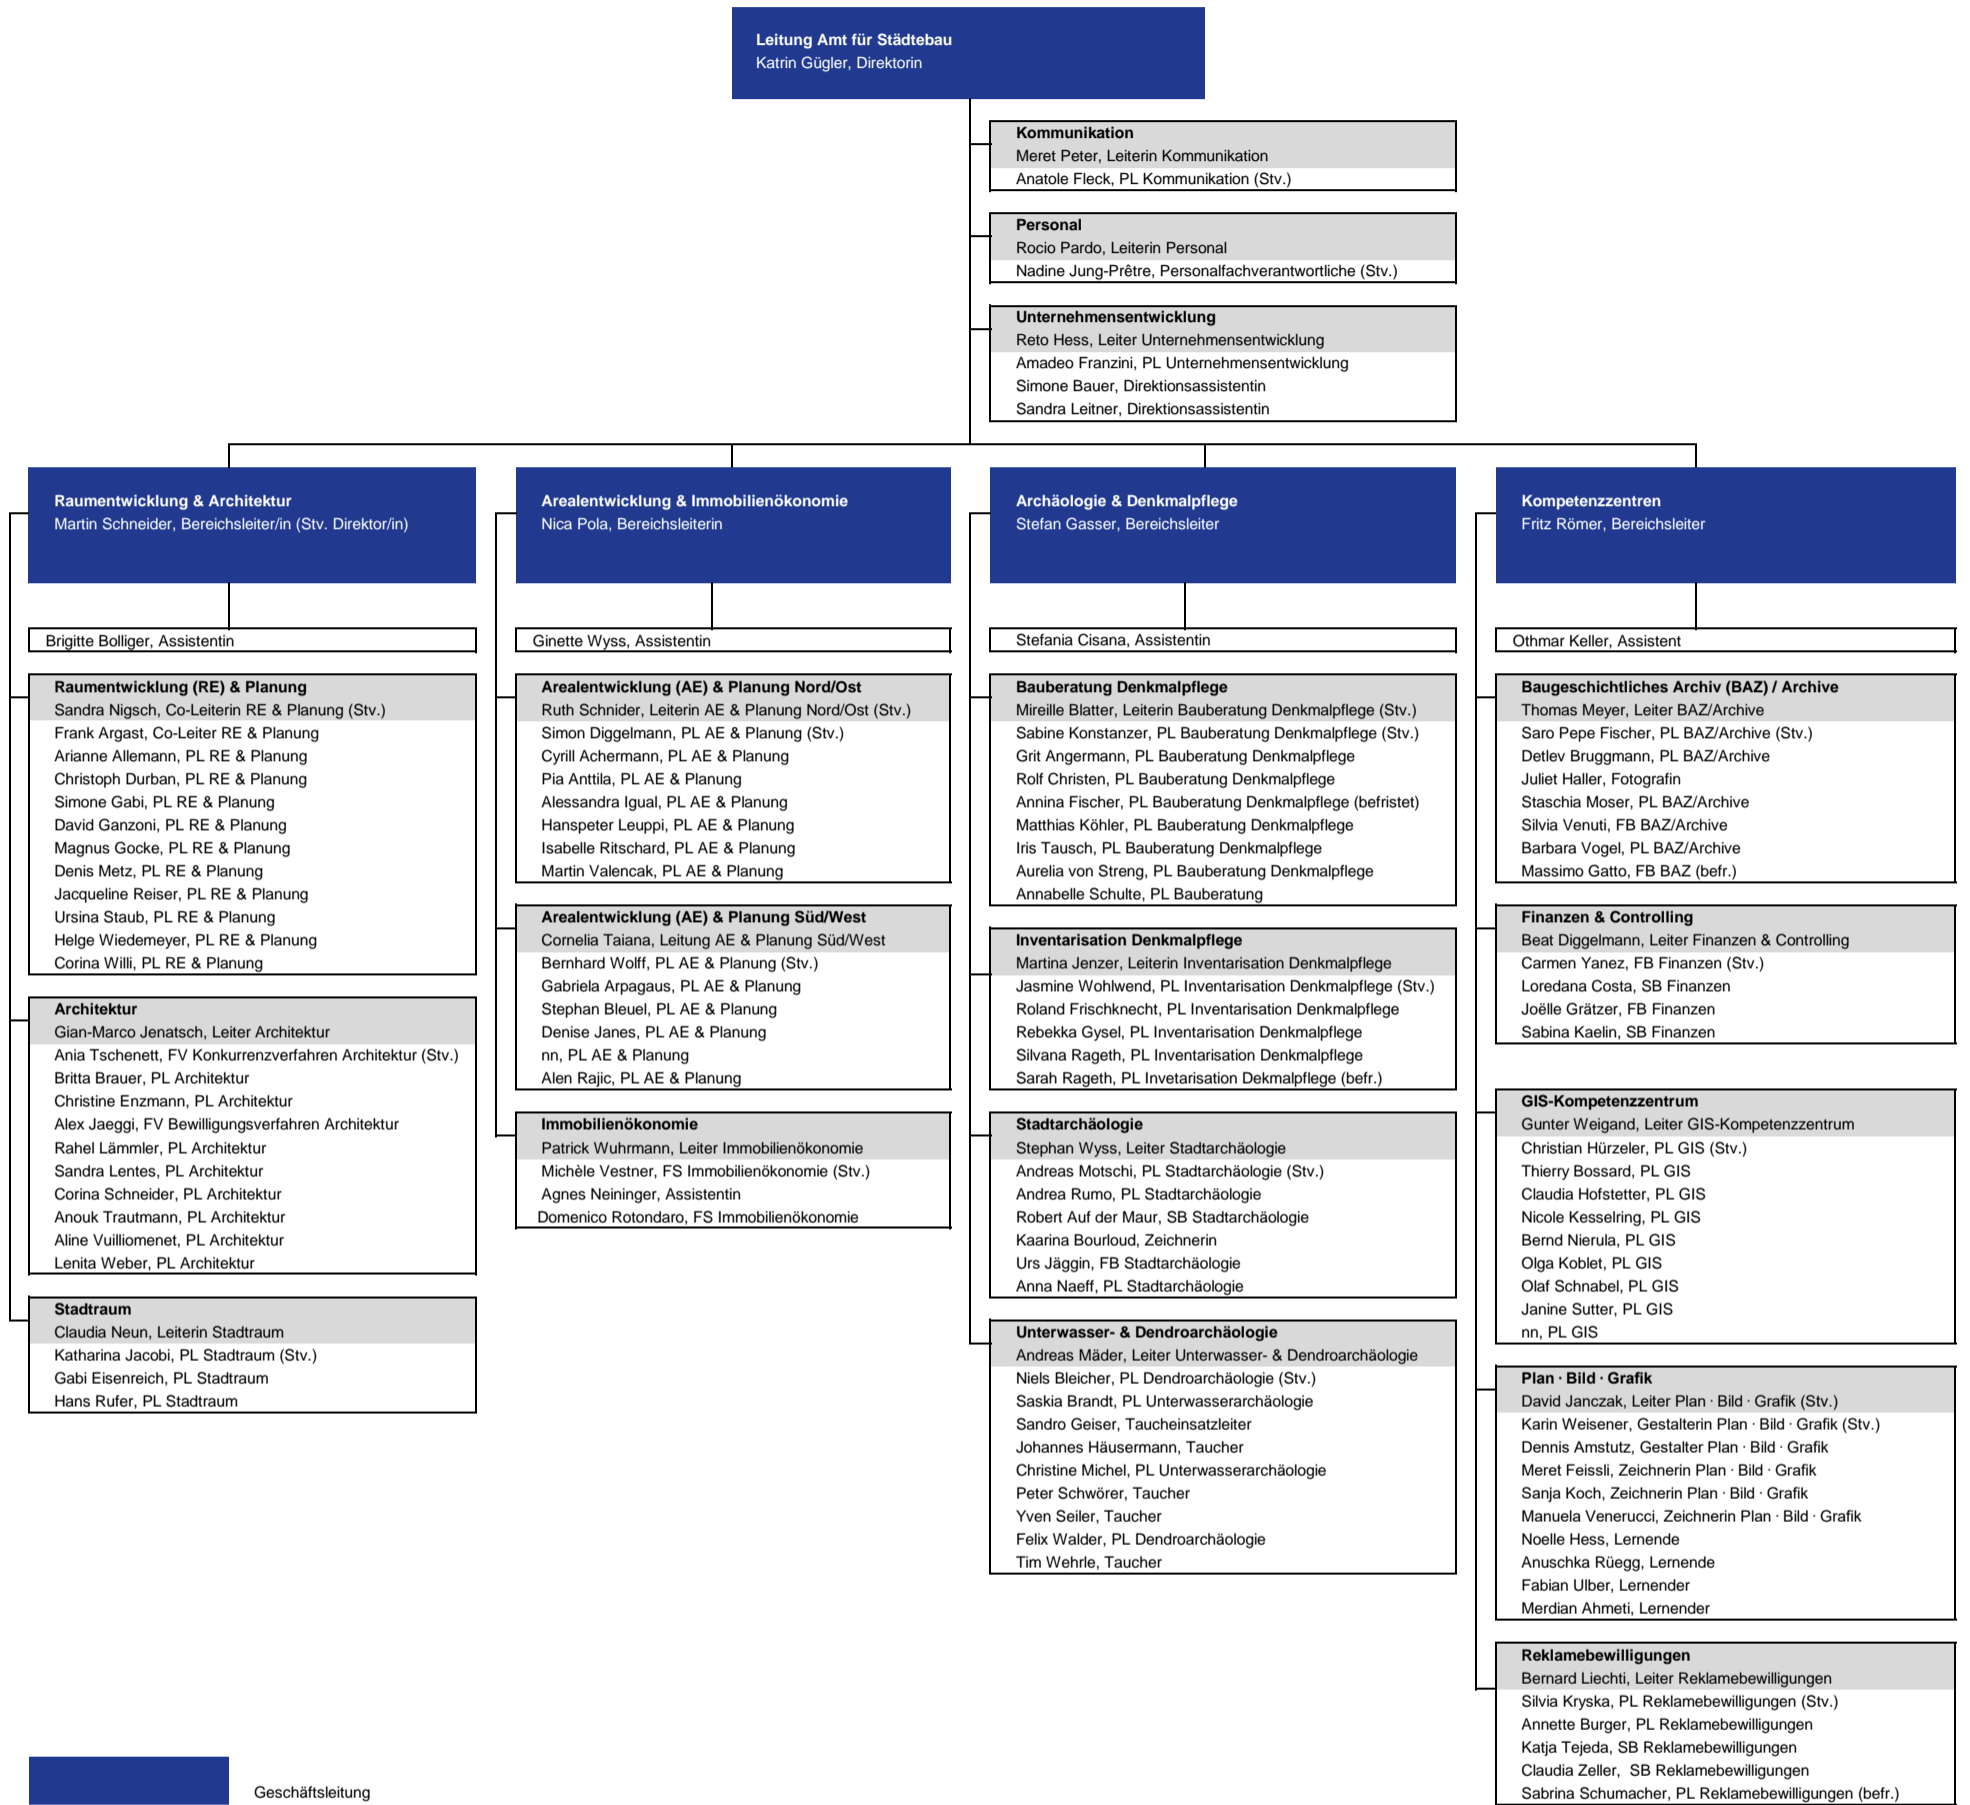 Leitung Amt für Städtebau
Katrin Gügler, Direktorin
Kommunikation
Meret Peter, Leiterin Kommunikation
Anatole Fleck, PL Kommunikation (Stv.)
Personal
Rocio Pardo, Leiterin Personal
Nadine Jung-Prêtre, Personalfachverantwortliche (Stv.)
Unternehmensentwicklung
Reto Hess, Leiter Unternehmensentwicklung
Amadeo Franzini, PL Unternehmensentwicklung
Simone Bauer, Direktionsassistentin
Sandra Leitner, Direktionsassistentin
Raumentwicklung & Architektur
Martin Schneider, Bereichsleiter/in (Stv. Direktor/in)
Brigitte Bolliger, Assistentin
Raumentwicklung (RE) & Planung
Sandra Nigsch, Co-Leiterin RE & Planung (Stv.)
Frank Argast, Co-Leiter RE & Planung
Arianne Allemann, PL RE & Planung
Christoph Durban, PL RE & Planung
Simone Gabi, PL RE & Planung
David Ganzoni, PL RE & Planung
Magnus Gocke, PL RE & Planung
Denis Metz, PL RE & Planung
Jacqueline Reiser, PL RE & Planung
Ursina Staub, PL RE & Planung
Helge Wiedemeyer, PL RE & Planung
Corina Willi, PL RE & Planung
Architektur
Gian-Marco Jenatsch, Leiter Architektur
Ania Tschenett, FV Konkurrenzverfahren Architektur (Stv.)
Britta Brauer, PL Architektur
Christine Enzmann, PL Architektur
Alex Jaeggi, FV Bewilligungsverfahren Architektur
Rahel Lämmler, PL Architektur
Sandra Lentes, PL Architektur
Corina Schneider, PL Architektur
Anouk Trautmann, PL Architektur
Aline Vuilliomenet, PL Architektur
Lenita Weber, PL Architektur
Stadtraum
Claudia Neun, Leiterin Stadtraum
Katharina Jacobi, PL Stadtraum (Stv.)
Gabi Eisenreich, PL Stadtraum
Hans Rufer, PL Stadtraum
Arealentwicklung & Immobilienökonomie
Nica Pola, Bereichsleiterin
Ginette Wyss, Assistentin
Arealentwicklung (AE) & Planung Nord/Ost
Ruth Schnider, Leiterin AE & Planung Nord/Ost (Stv.)
Simon Diggelmann, PL AE & Planung (Stv.)
Cyrill Achermann, PL AE & Planung
Pia Anttila, PL AE & Planung
Alessandra Igual, PL AE & Planung
Hanspeter Leuppi, PL AE & Planung
Isabelle Ritschard, PL AE & Planung
Martin Valencak, PL AE & Planung
Arealentwicklung (AE) & Planung Süd/West
Cornelia Taiana, Leitung AE & Planung Süd/West
Bernhard Wolff, PL AE & Planung (Stv.)
Gabriela Arpagaus, PL AE & Planung
Stephan Bleuel, PL AE & Planung
Denise Janes, PL AE & Planung
nn, PL AE & Planung
Alen Rajic, PL AE & Planung
Immobilienökonomie
Patrick Wuhrmann, Leiter Immobilienökonomie
Michèle Vestner, FS Immobilienökonomie (Stv.)
Agnes Neininger, Assistentin
Domenico Rotondaro, FS Immobilienökonomie
Archäologie & Denkmalpflege
Stefan Gasser, Bereichsleiter
Stefania Cisana, Assistentin
Bauberatung Denkmalpflege
Mireille Blatter, Leiterin Bauberatung Denkmalpflege (Stv.)
Sabine Konstanzer, PL Bauberatung Denkmalpflege (Stv.)
Grit Angermann, PL Bauberatung Denkmalpflege
Rolf Christen, PL Bauberatung Denkmalpflege
Annina Fischer, PL Bauberatung Denkmalpflege (befristet)
Matthias Köhler, PL Bauberatung Denkmalpflege
Iris Tausch, PL Bauberatung Denkmalpflege
Aurelia von Streng, PL Bauberatung Denkmalpflege
Annabelle Schulte, PL Bauberatung
Inventarisation Denkmalpflege
Martina Jenzer, Leiterin Inventarisation Denkmalpflege
Jasmine Wohlwend, PL Inventarisation Denkmalpflege (Stv.)
Roland Frischknecht, PL Inventarisation Denkmalpflege
Rebekka Gysel, PL Inventarisation Denkmalpflege
Silvana Rageth, PL Inventarisation Denkmalpflege
Sarah Rageth, PL Invetarisation Dekmalpflege (befr.)
Stadtarchäologie
Stephan Wyss, Leiter Stadtarchäologie
Andreas Motschi, PL Stadtarchäologie (Stv.)
Andrea Rumo, PL Stadtarchäologie
Robert Auf der Maur, SB Stadtarchäologie
Kaarina Bourloud, Zeichnerin
Urs Jäggin, FB Stadtarchäologie
Anna Naeff, PL Stadtarchäologie
Unterwasser- & Dendroarchäologie
Andreas Mäder, Leiter Unterwasser- & Dendroarchäologie
Niels Bleicher, PL Dendroarchäologie (Stv.)
Saskia Brandt, PL Unterwasserarchäologie
Sandro Geiser, Taucheinsatzleiter
Johannes Häusermann, Taucher
Christine Michel, PL Unterwasserarchäologie
Peter Schwörer, Taucher
Yven Seiler, Taucher
Felix Walder, PL Dendroarchäologie
Tim Wehrle, Taucher
Kompetenzzentren
Fritz Römer, Bereichsleiter
Othmar Keller, Assistent
Baugeschichtliches Archiv (BAZ) / Archive
Thomas Meyer, Leiter BAZ/Archive
Saro Pepe Fischer, PL BAZ/Archive (Stv.)
Detlev Bruggmann, PL BAZ/Archive
Juliet Haller, Fotografin
Staschia Moser, PL BAZ/Archive
Silvia Venuti, FB BAZ/Archive
Barbara Vogel, PL BAZ/Archive
Massimo Gatto, FB BAZ (befr.)
Finanzen & Controlling
Beat Diggelmann, Leiter Finanzen & Controlling
Carmen Yanez, FB Finanzen (Stv.)
Loredana Costa, SB Finanzen
Joëlle Grätzer, FB Finanzen
Sabina Kaelin, SB Finanzen
GIS-Kompetenzzentrum
Gunter Weigand, Leiter GIS-Kompetenzzentrum
Christian Hürzeler, PL GIS (Stv.)
Thierry Bossard, PL GIS
Claudia Hofstetter, PL GIS
Nicole Kesselring, PL GIS
Bernd Nierula, PL GIS
Olga Koblet, PL GIS
Olaf Schnabel, PL GIS
Janine Sutter, PL GIS
nn, PL GIS
Plan · Bild · Grafik
David Janczak, Leiter Plan · Bild · Grafik (Stv.)
Karin Weisener, Gestalterin Plan · Bild · Grafik (Stv.)
Dennis Amstutz, Gestalter Plan · Bild · Grafik
Meret Feissli, Zeichnerin Plan · Bild · Grafik
Sanja Koch, Zeichnerin Plan · Bild · Grafik
Manuela Venerucci, Zeichnerin Plan · Bild · Grafik
Noelle Hess, Lernende
Anuschka Rüegg, Lernende
Fabian Ulber, Lernender
Merdian Ahmeti, Lernender
Reklamebewilligungen
Bernard Liechti, Leiter Reklamebewilligungen
Silvia Kryska, PL Reklamebewilligungen (Stv.)
Annette Burger, PL Reklamebewilligungen
Katja Tejeda, SB Reklamebewilligungen
Claudia Zeller, SB Reklamebewilligungen
Sabrina Schumacher, PL Reklamebewilligungen (befr.)
Geschäftsleitung